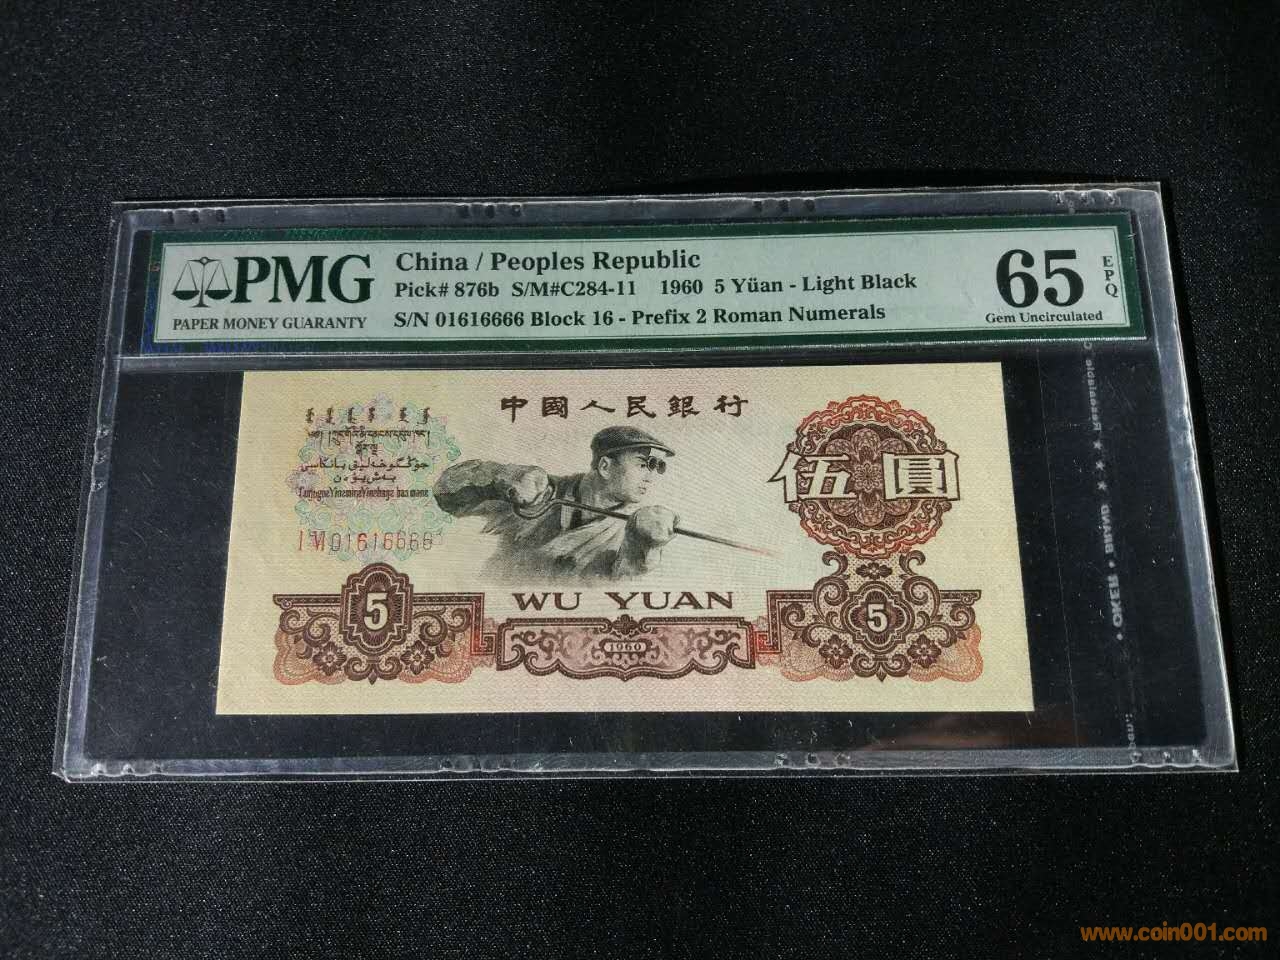 PMG
PAPER MONEY GUARANTY
China / Peoples Republic
Pick# 876b S/M#C284-11 1960 5 Yüan - Light Black
S/N 01616666 Block 16 - Prefix 2 Roman Numerals
65
EPQ
Gem Uncirculated
中國人民銀行
伍圓
I VI 01616666
5
WU YUAN
5
1960
www.coin001.com